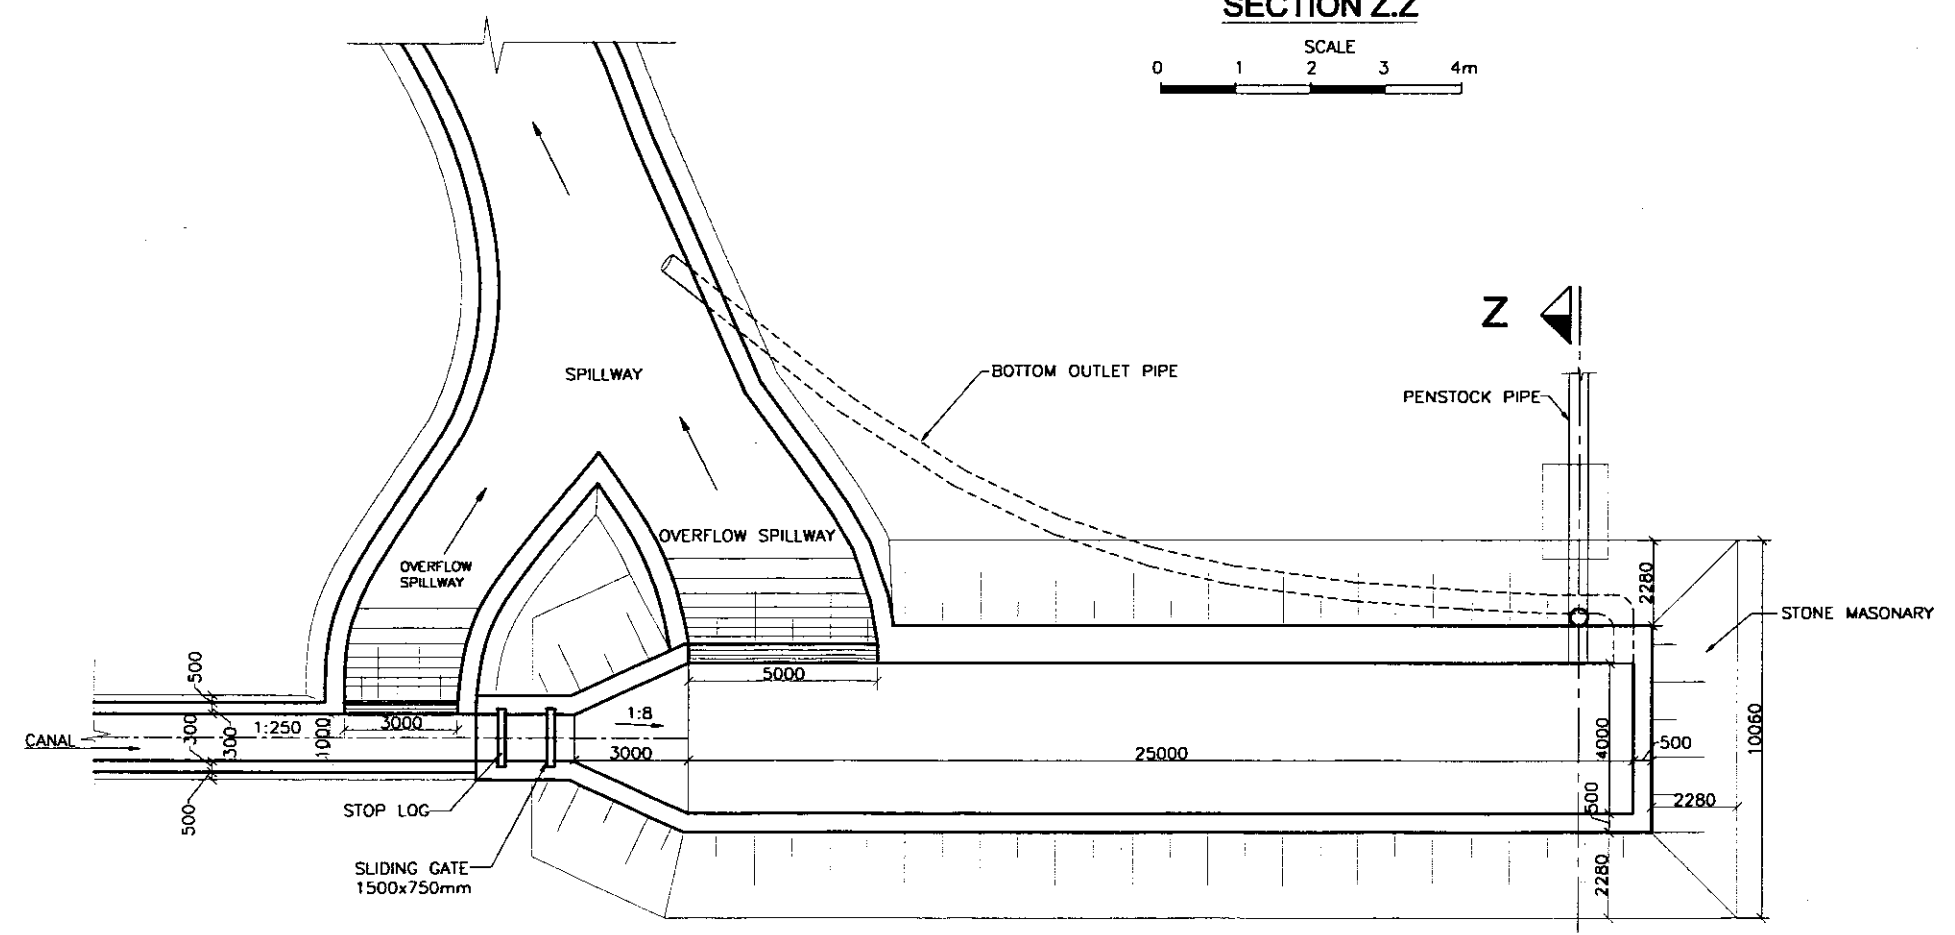 SECTION Z.Z
SCALE
0 1 2 3 4m
Z
SPILLWAY
BOTTOM OUTLET PIPE
PENSTOCK PIPE
OVERFLOW SPILLWAY
OVERFLOW
SPILLWAY
2280
STONE MASONARY
500
5000
1:8
1:250
3000
300
300
1000
CANAL
3000
25000
4000
500
10060
500
STOP LOG
500
2280
SLIDING GATE
1500x750mm
2280